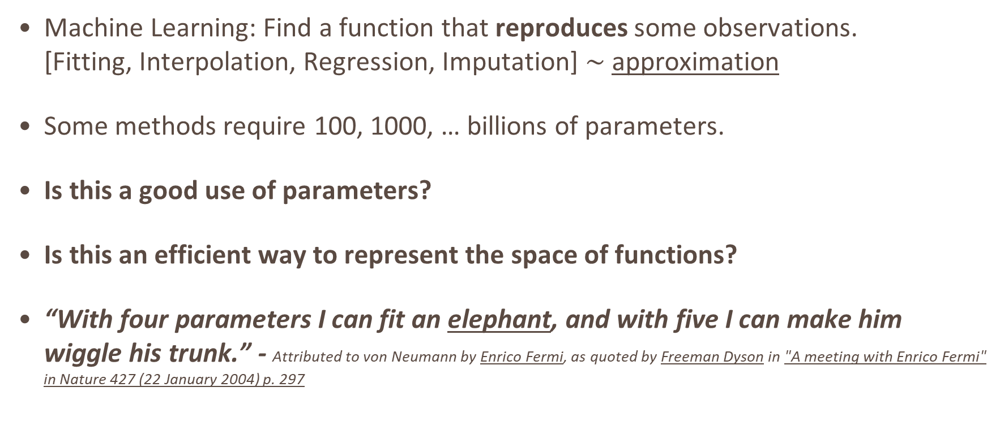 • Machine Learning: Find a function that reproduces some observations.
[Fitting, Interpolation, Regression, Imputation] ~ approximation
• Some methods require 100, 1000, … billions of parameters.
• Is this a good use of parameters?
• Is this an efficient way to represent the space of functions?
• “With four parameters I can fit an elephant, and with five I can make him
wiggle his trunk.” - Attributed to von Neumann by Enrico Fermi, as quoted by Freeman Dyson in "A meeting with Enrico Fermi"
in Nature 427 (22 January 2004) p. 297